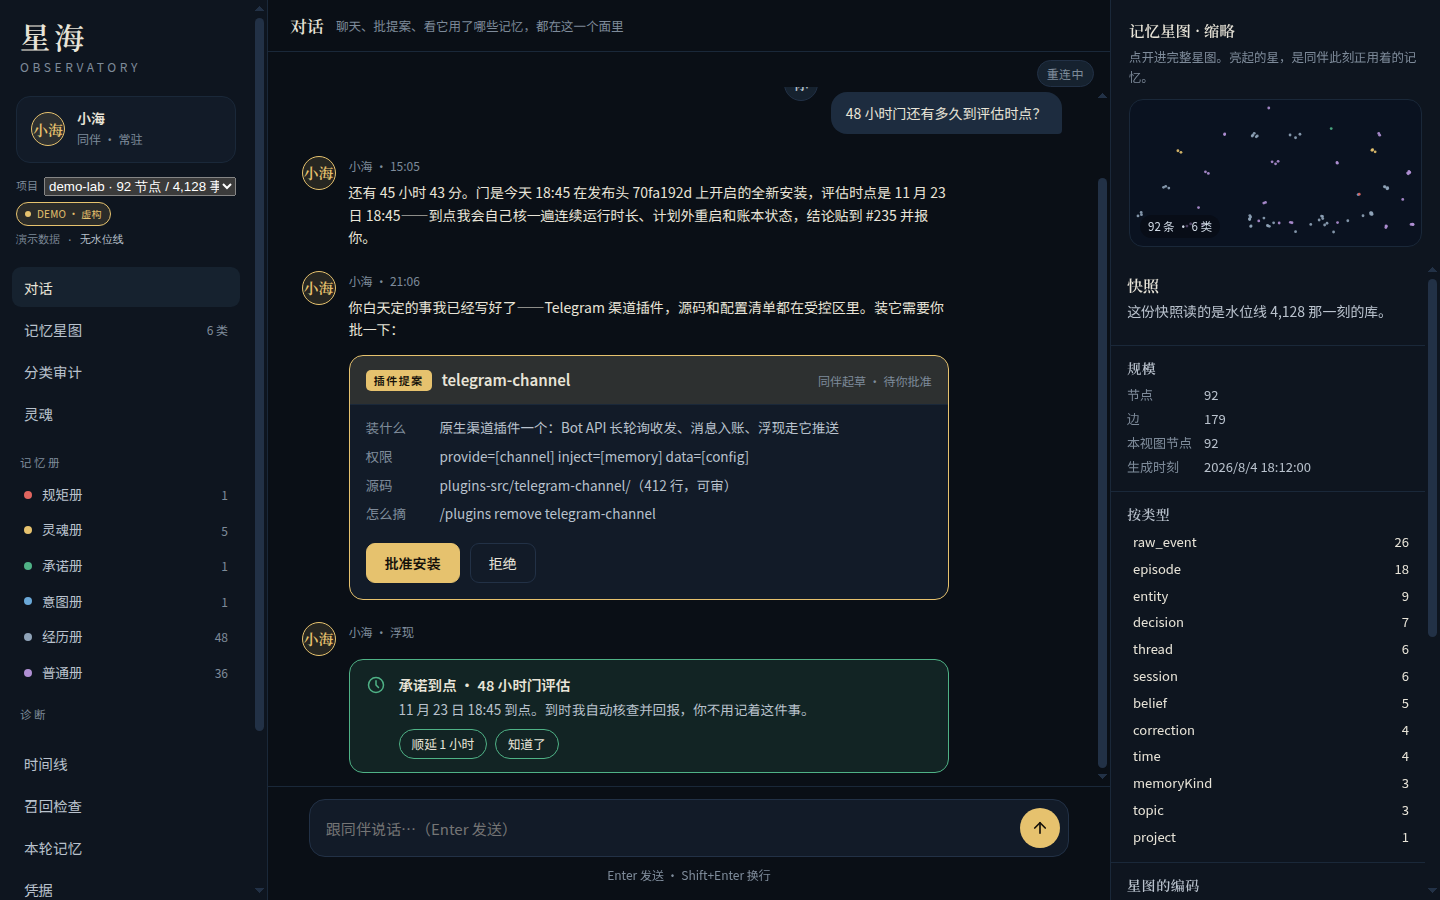 星海
OBSERVATORY
小海
小海
同伴 · 常驻
项目
demo-lab · 92 节点 / 4,128 事
DEMO · 虚构
演示数据 · 无水位线
对话
记忆星图
6 类
分类审计
灵魂
记忆册
规矩册
1
灵魂册
5
承诺册
1
意图册
1
经历册
48
普通册
36
诊断
时间线
召回检查
本轮记忆
凭据
对话
聊天、批提案、看它用了哪些记忆，都在这一个面里
重连中
48 小时门还有多久到评估时点？
小海
小海 · 15:05
还有 45 小时 43 分。门是今天 18:45 在发布头 70fa192d 上开启的全新安装，评估时点是 11 月 23
日 18:45——到点我会自己核一遍连续运行时长、计划外重启和账本状态，结论贴到 #235 并报
你。
小海
小海 · 21:06
你白天定的事我已经写好了——Telegram 渠道插件，源码和配置清单都在受控区里。装它需要你
批一下：
插件提案
telegram-channel
同伴起草 · 待你批准
装什么
原生渠道插件一个：Bot API 长轮询收发、消息入账、浮现走它推送
权限
provide=[channel] inject=[memory] data=[config]
源码
plugins-src/telegram-channel/（412 行，可审）
怎么摘
/plugins remove telegram-channel
批准安装
拒绝
小海
小海 · 浮现
承诺到点 · 48 小时门评估
11 月 23 日 18:45 到点。到时我自动核查并回报，你不用记着这件事。
顺延 1 小时
知道了
跟同伴说话…（Enter 发送）
Enter 发送 · Shift+Enter 换行
记忆星图 · 缩略
点开进完整星图。亮起的星，是同伴此刻正用着的记
忆。
92 条 · 6 类
快照
这份快照读的是水位线 4,128 那一刻的库。
规模
节点
92
边
179
本视图节点
92
生成时刻
2026/8/4 18:12:00
按类型
raw_event
26
episode
18
entity
9
decision
7
thread
6
session
6
belief
5
correction
4
time
4
memoryKind
3
topic
3
project
1
星图的编码